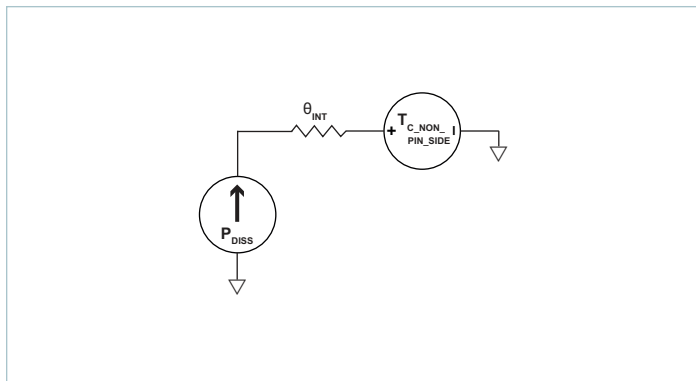 θINT
+ TC_NON_ I
PIN_SIDE
PDISS